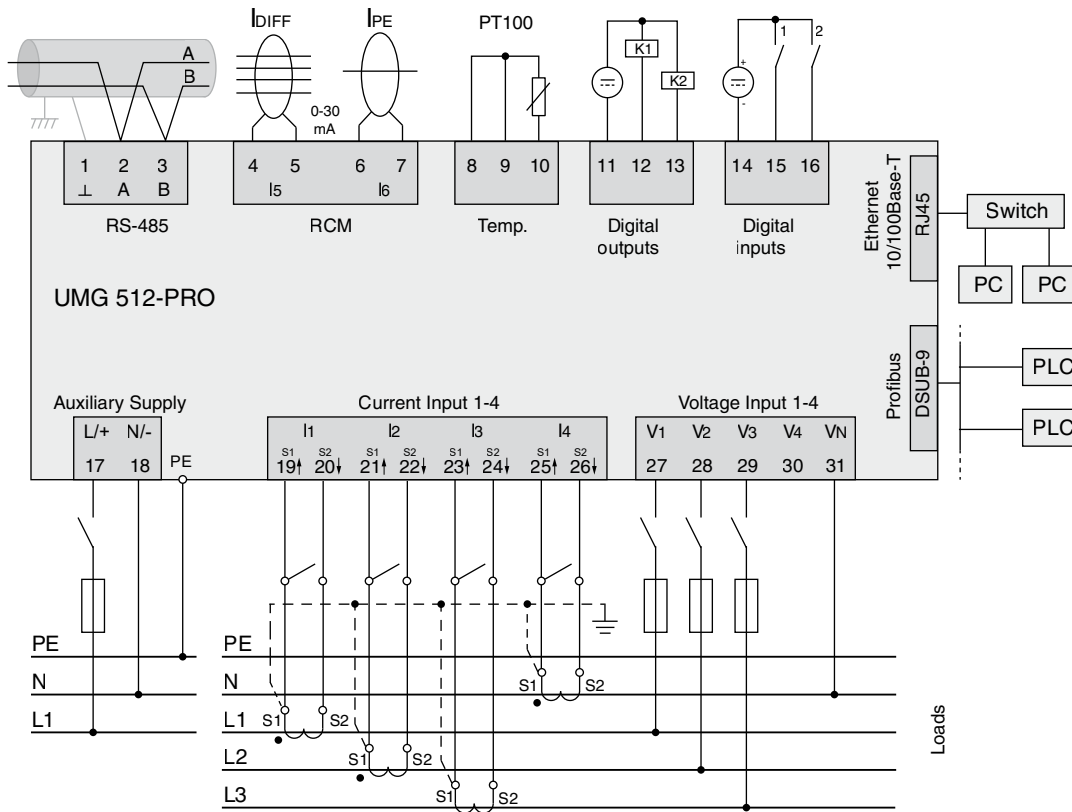 IDIFF IPE PT100
A
B
0-30
mA
K1
K2
+
-
1 2
1 2 3
⊥ A B
RS-485
4 5 6 7
I5 I6
RCM
8 9 10
Temp.
11 12 13
Digital
outputs
14 15 16
Digital
inputs
Ethernet
10/100Base-T
RJ45
Switch
PC PC
UMG 512-PRO
Profibus
DSUB-9
PLC
PLC
Auxiliary Supply
L/+ N/-
17 18
PE
Current Input 1-4
I1 I2 I3 I4
S1 S2 S1 S2 S1 S2 S1 S2
19 20 21 22 23 24 25 26
Voltage Input 1-4
V1 V2 V3 V4 VN
27 28 29 30 31
PE
N
L1
PE
N
L1
L2
L3
S1 S2
S1 S2
S1 S2
S1 S2
Loads